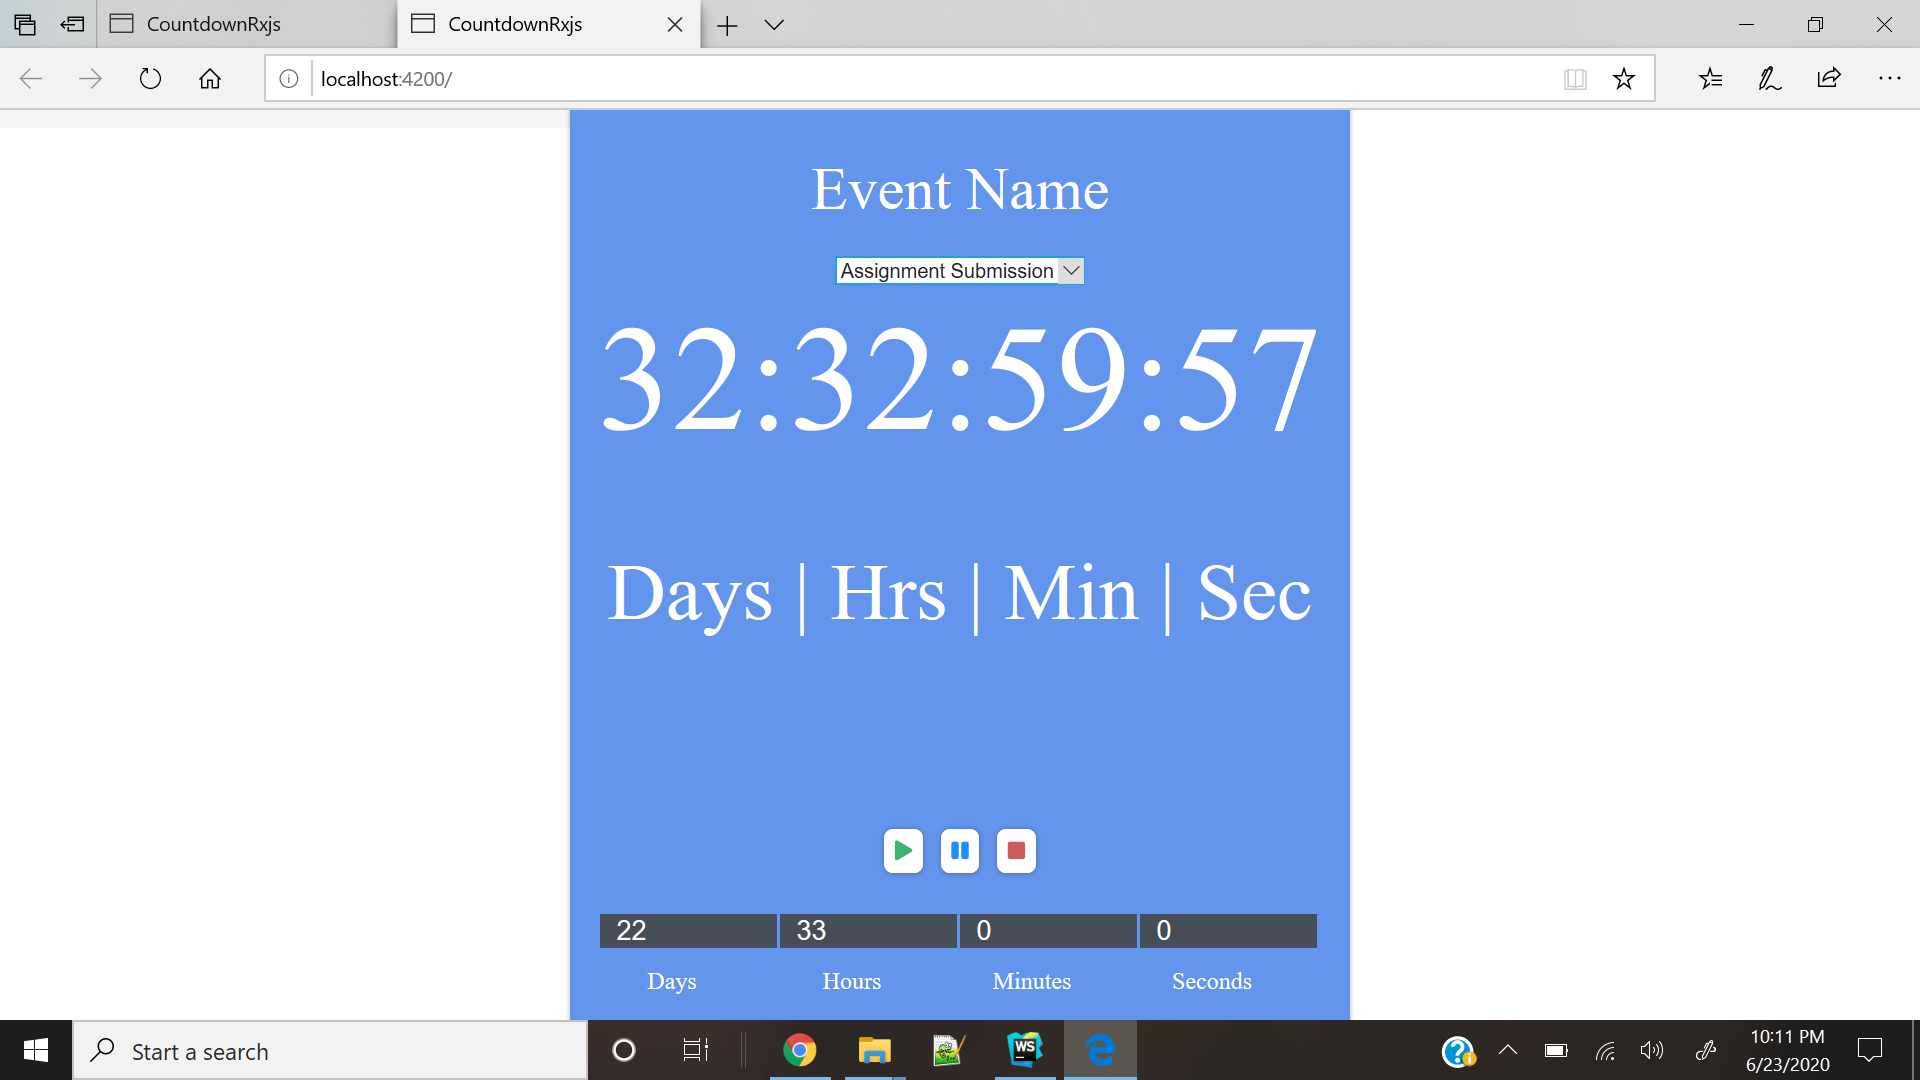 CountdownRxjs
CountdownRxjs
localhost:4200/
Event Name
Assignment Submission
32:32:59:57
Days | Hrs | Min | Sec
22 33 0 0
Days Hours Minutes Seconds
Start a search
WS
10:11 PM
6/23/2020